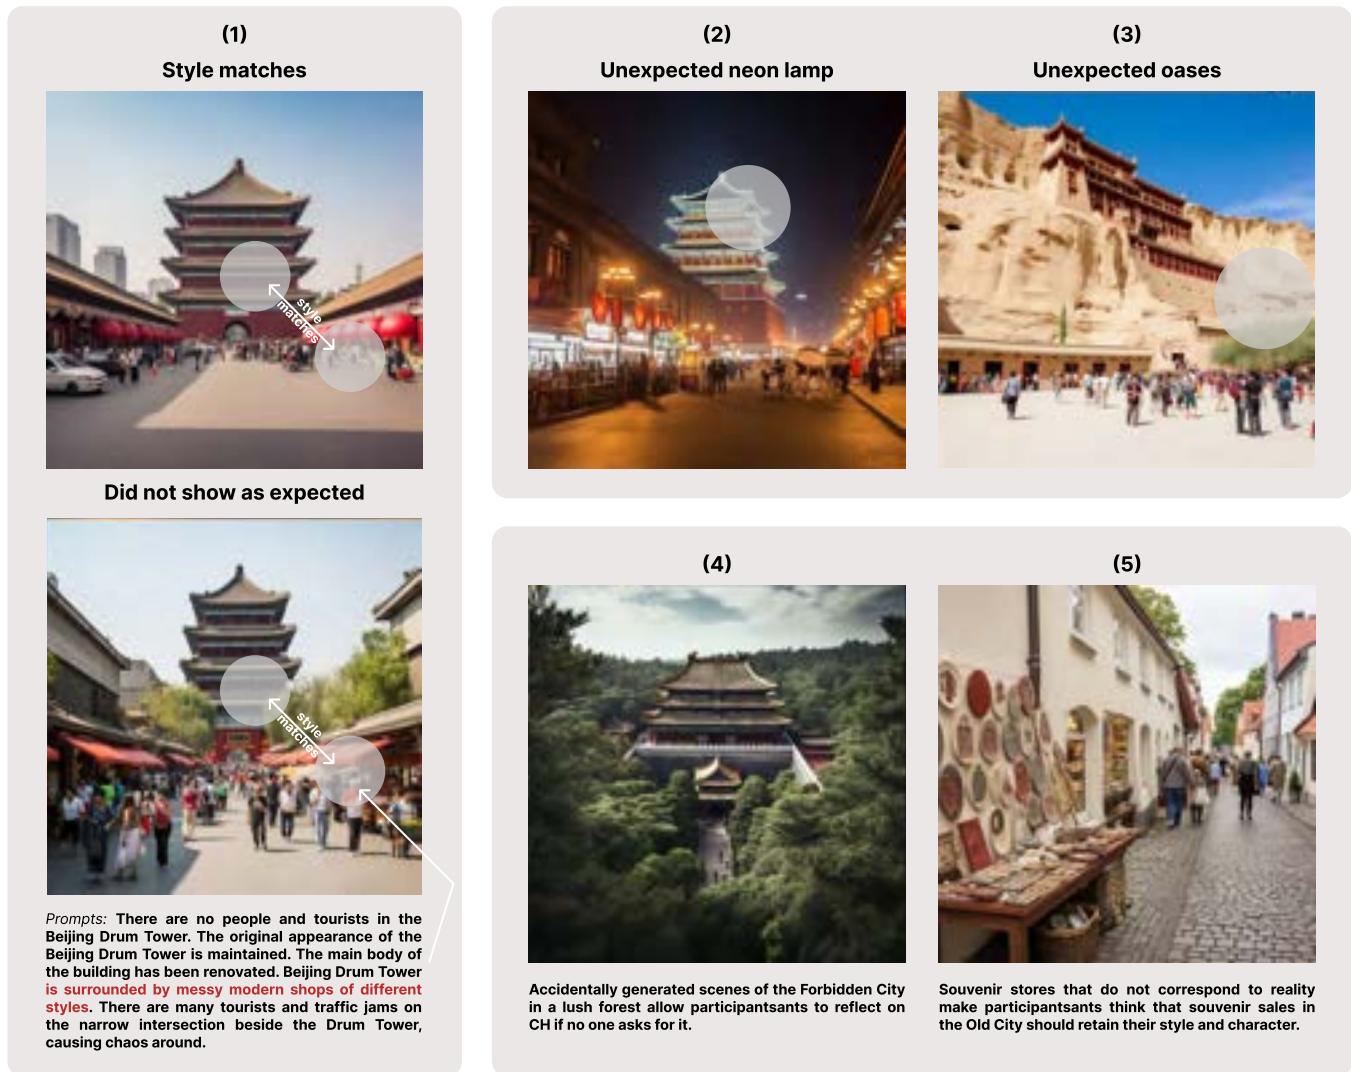 (1)
Style matches
style
matches
Did not show as expected
style
matches
Prompts: There are no people and tourists in the
Beijing Drum Tower. The original appearance of the
Beijing Drum Tower is maintained. The main body of
the building has been renovated. Beijing Drum Tower
is surrounded by messy modern shops of different
styles. There are many tourists and traffic jams on
the narrow intersection beside the Drum Tower,
causing chaos around.
(2)
Unexpected neon lamp
(3)
Unexpected oases
(4)
Accidentally generated scenes of the Forbidden City
in a lush forest allow participantsants to reflect on
CH if no one asks for it.
(5)
Souvenir stores that do not correspond to reality
make participantsants think that souvenir sales in
the Old City should retain their style and character.